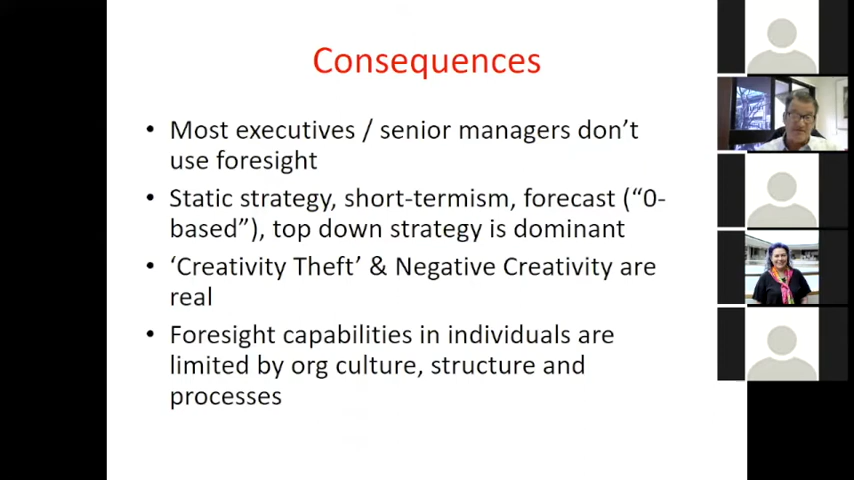 Consequences
• Most executives / senior managers don’t
use foresight
• Static strategy, short-termism, forecast (“0-
based”), top down strategy is dominant
• ‘Creativity Theft’ & Negative Creativity are
real
• Foresight capabilities in individuals are
limited by org culture, structure and
processes